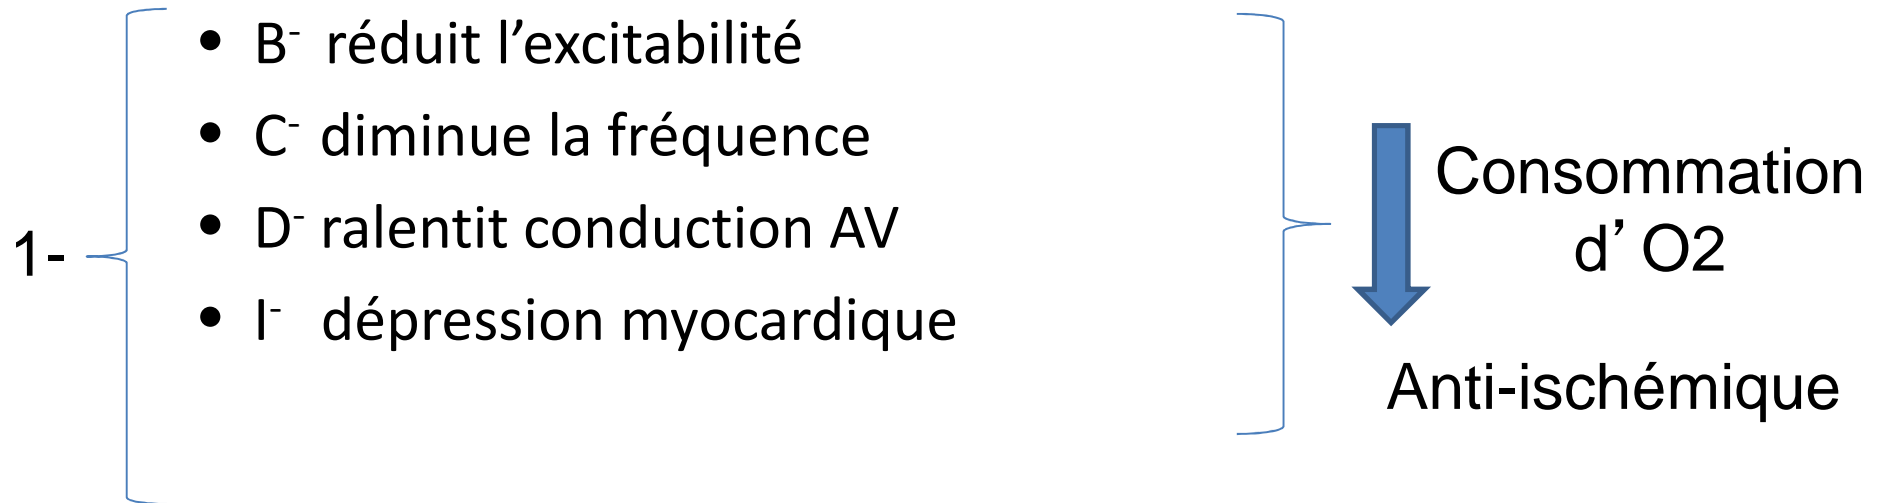 1-
• B⁻ réduit l’excitabilité
• C⁻ diminue la fréquence
• D⁻ ralentit conduction AV
• I⁻ dépression myocardique
Consommation
d’ O2
Anti-ischémique